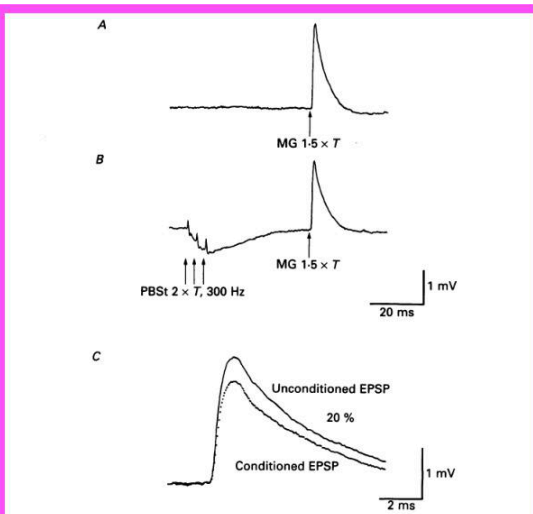 A
MG 1·5 × T
B
MG 1·5 × T
PBSt 2 × T, 300 Hz
1 mV
20 ms
C
Unconditioned EPSP
20 %
Conditioned EPSP
1 mV
2 ms